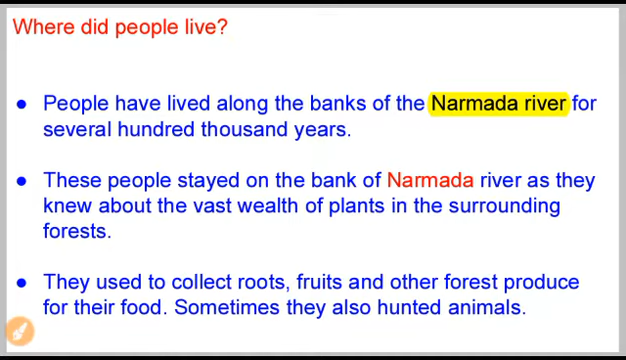 Where did people live?
● People have lived along the banks of the Narmada river for
several hundred thousand years.
● These people stayed on the bank of Narmada river as they
knew about the vast wealth of plants in the surrounding
forests.
● They used to collect roots, fruits and other forest produce
for their food. Sometimes they also hunted animals.